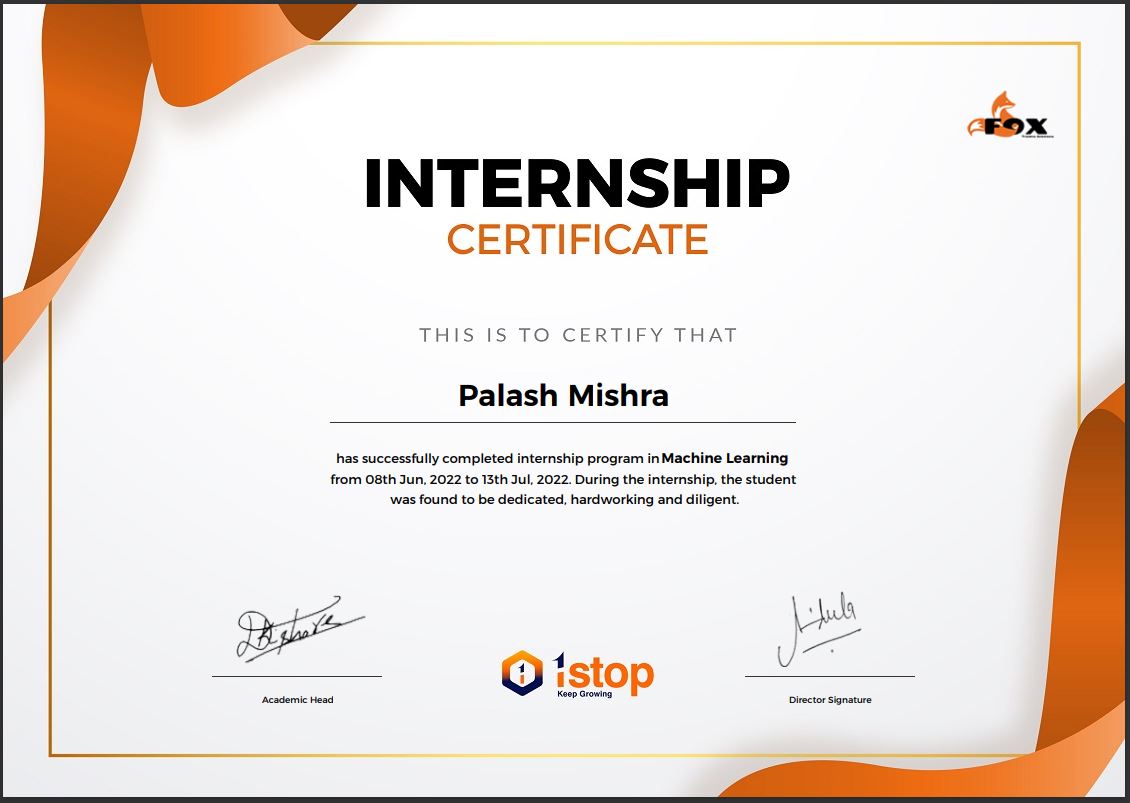 FOX
INTERNSHIP
CERTIFICATE
THIS IS TO CERTIFY THAT
Palash Mishra
has successfully completed internship program in Machine Learning
from 08th Jun, 2022 to 13th Jul, 2022. During the internship, the student
was found to be dedicated, hardworking and diligent.
1stop
Keep Growing
Academic Head
Director Signature